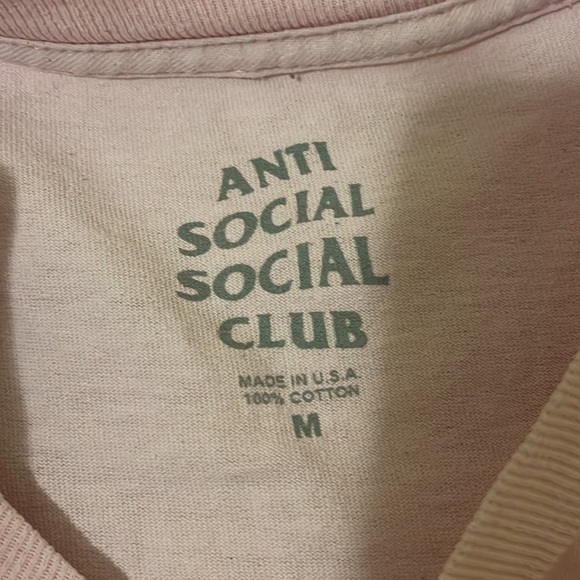 ANTI
SOCIAL
SOCIAL
CLUB
MADE IN U.S.A.
100% COTTON
M